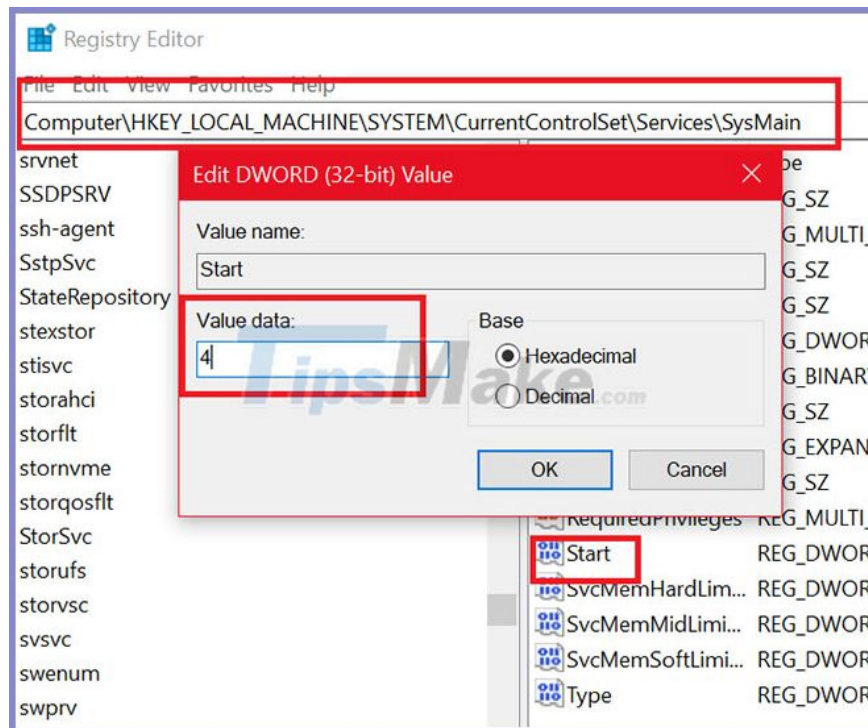 Registry Editor
File Edit View Favorites Help
Computer\HKEY_LOCAL_MACHINE\SYSTEM\CurrentControlSet\Services\SysMain
srvnet
SSDPSRV
ssh-agent
SstpSvc
StateRepository
stexstor
stisvc
storahci
storflt
stornvme
storqosflt
StorSvc
storufs
storvsc
svsvc
swenum
swprv
Edit DWORD (32-bit) Value
Value name:
Start
Value data:
4
Base
Hexadecimal
Decimal
OK
Cancel
TipsMake.com
pe
G_SZ
G_MULTI_
G_SZ
G_SZ
G_DWOR
G_BINAR
G_SZ
G_EXPAN
G_SZ
RequiredPrivileges REG_MULTI_
Start REG_DWOR
SvcMemHardLim... REG_DWOR
SvcMemMidLimi... REG_DWOR
SvcMemSoftLimi... REG_DWOR
Type REG_DWOR